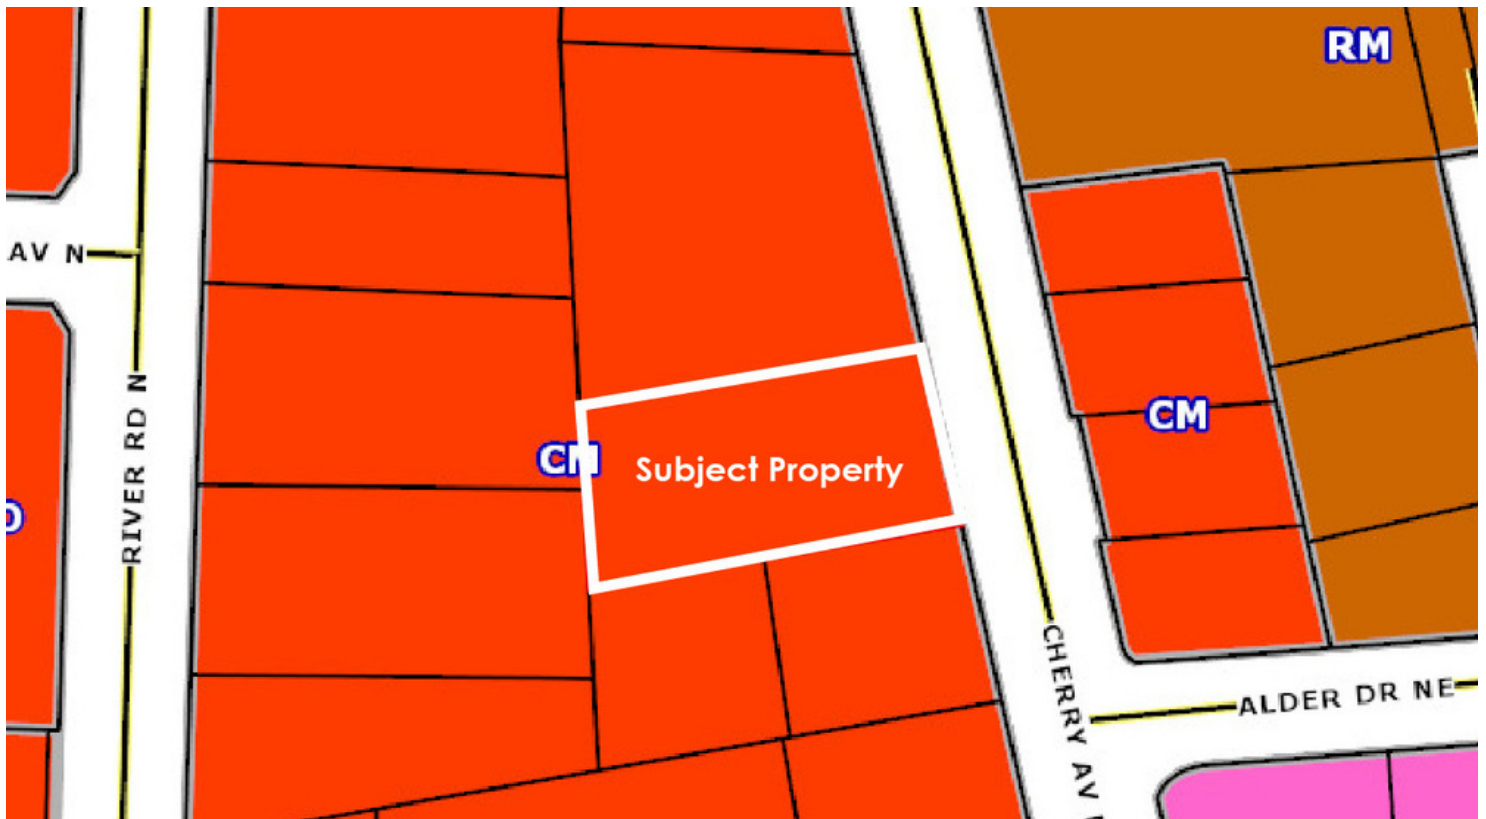 RM
AV N
RIVER RD N
CM
CM
Subject Property
CHERRY AV
ALDER DR NE